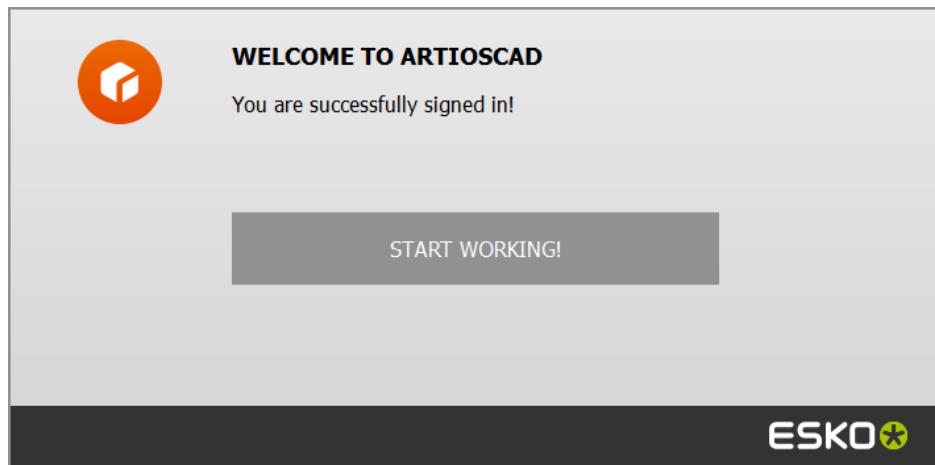 WELCOME TO ARTIOSCAD
You are successfully signed in!
START WORKING!
ESKO